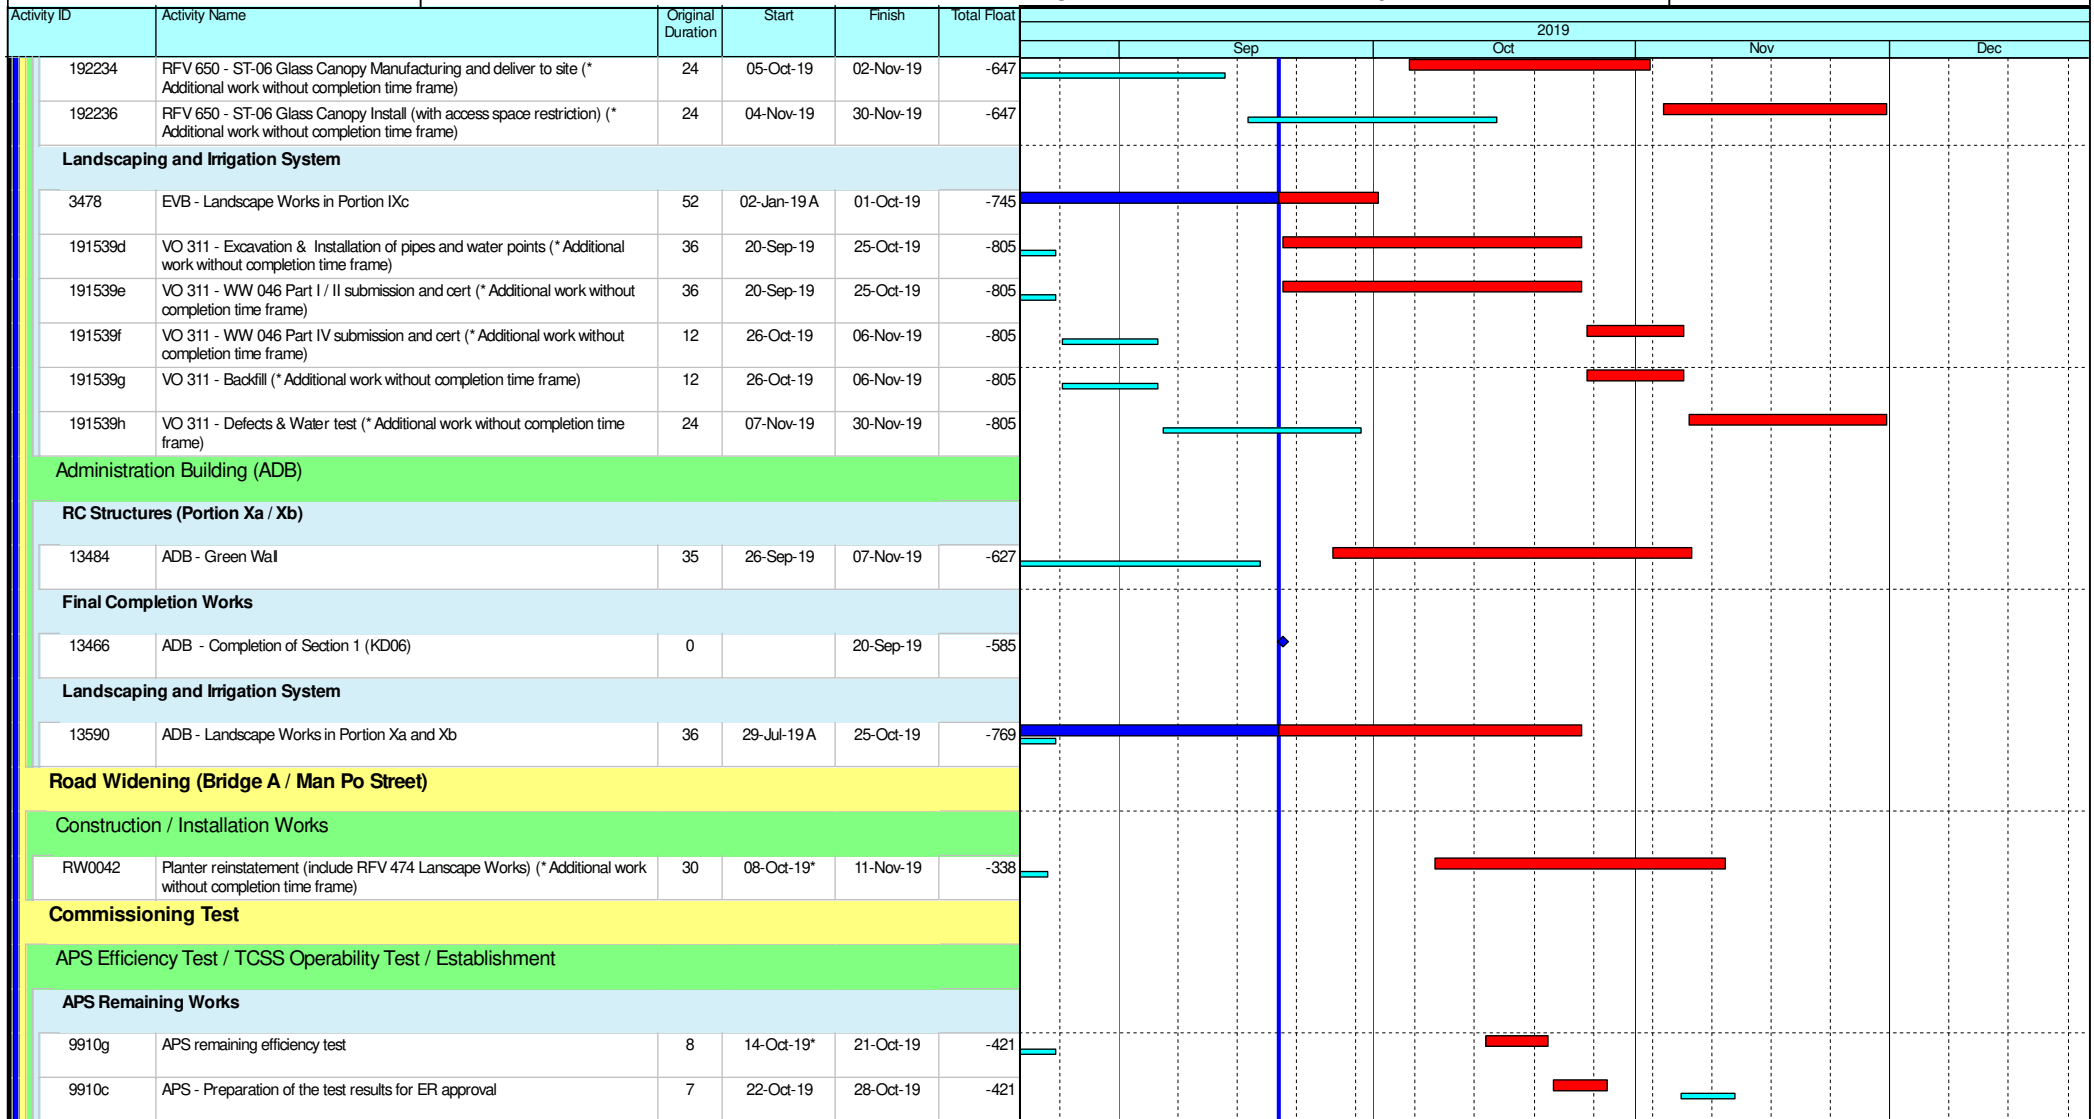 Activity ID Activity Name Original Duration Start Finish Total Float
2019
Sep Oct Nov Dec
192234 RFV 650 - ST-06 Glass Canopy Manufacturing and deliver to site (* 24 05-Oct-19 02-Nov-19 -647
Additional work without completion time frame)
192236 RFV 650 - ST-06 Glass Canopy Install (with access space restriction) (* 24 04-Nov-19 30-Nov-19 -647
Additional work without completion time frame)
Landscaping and Irrigation System
3478 EVB - Landscape Works in Portion IXc 52 02-Jan-19 A 01-Oct-19 -745
191539d VO 311 - Excavation & Installation of pipes and water points (* Additional 36 20-Sep-19 25-Oct-19 -805
work without completion time frame)
191539e VO 311 - WW 046 Part I / II submission and cert (* Additional work without 36 20-Sep-19 25-Oct-19 -805
completion time frame)
191539f VO 311 - WW 046 Part IV submission and cert (* Additional work without 12 26-Oct-19 06-Nov-19 -805
completion time frame)
191539g VO 311 - Backfill (* Additional work without completion time frame) 12 26-Oct-19 06-Nov-19 -805
191539h VO 311 - Defects & Water test (* Additional work without completion time 24 07-Nov-19 30-Nov-19 -805
frame)
Administration Building (ADB)
RC Structures (Portion Xa / Xb)
13484 ADB - Green Wall 35 26-Sep-19 07-Nov-19 -627
Final Completion Works
13466 ADB - Completion of Section 1 (KD06) 0 20-Sep-19 -585
Landscaping and Irrigation System
13590 ADB - Landscape Works in Portion Xa and Xb 36 29-Jul-19 A 25-Oct-19 -769
Road Widening (Bridge A / Man Po Street)
Construction / Installation Works
RW0042 Planter reinstatement (include RFV 474 Lanscape Works) (* Additional work 30 08-Oct-19* 11-Nov-19 -338
without completion time frame)
Commissioning Test
APS Efficiency Test / TCSS Operability Test / Establishment
APS Remaining Works
9910g APS remaining efficiency test 8 14-Oct-19* 21-Oct-19 -421
9910c APS - Preparation of the test results for ER approval 7 22-Oct-19 28-Oct-19 -421